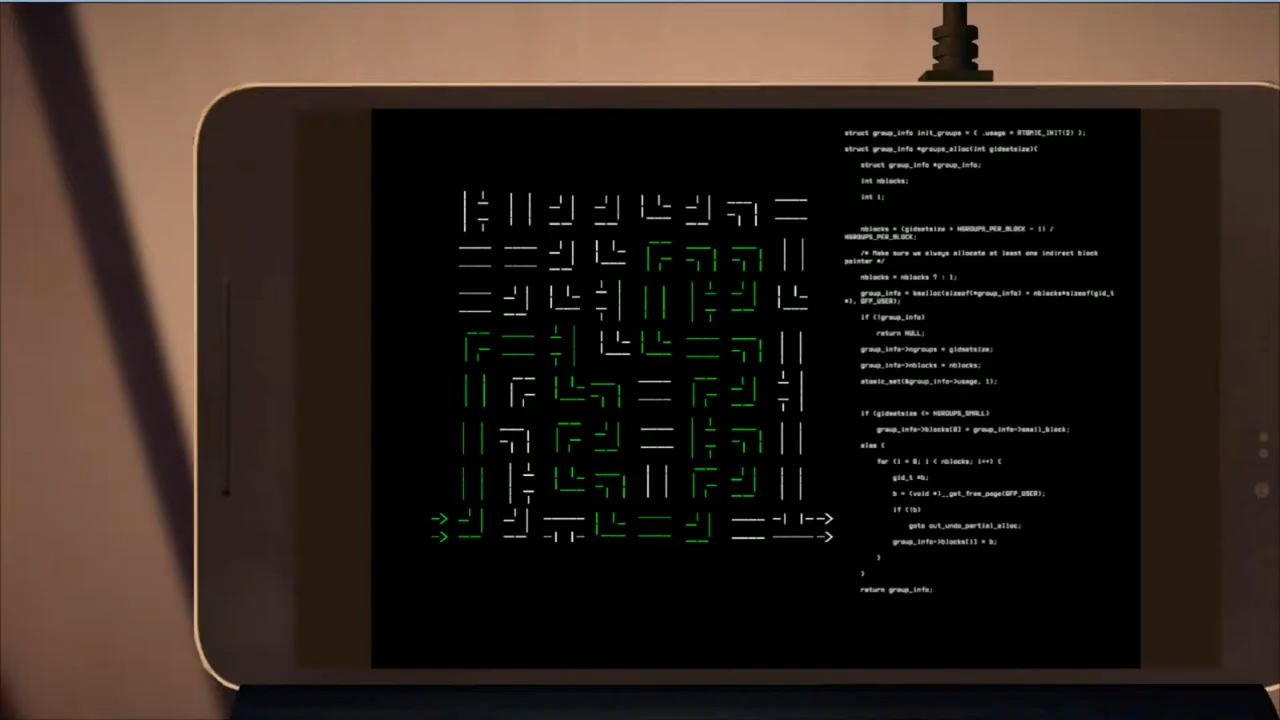 struct group_info init_groups = { .usage = ATOMIC_INIT(2) };
struct group_info *groups_alloc(int gidsetsize){
struct group_info *group_info;
int nblocks;
int i;
nblocks = (gidsetsize + NGROUPS_PER_BLOCK - 1) /
NGROUPS_PER_BLOCK;
/* Make sure we always allocate at least one indirect block
pointer */
nblocks = nblocks ? : 1;
group_info = kmalloc(sizeof(*group_info) + nblocks*sizeof(gid_t
*), GFP_USER);
if (!group_info)
return NULL;
group_info->ngroups = gidsetsize;
group_info->nblocks = nblocks;
atomic_set(&group_info->usage, 1);
if (gidsetsize <= NGROUPS_SMALL)
group_info->blocks[0] = group_info->small_block;
else {
for (i = 0; i < nblocks; i++) {
gid_t *b;
b = (void *)__get_free_page(GFP_USER);
if (!b)
goto out_undo_partial_alloc;
group_info->blocks[i] = b;
}
}
return group_info;